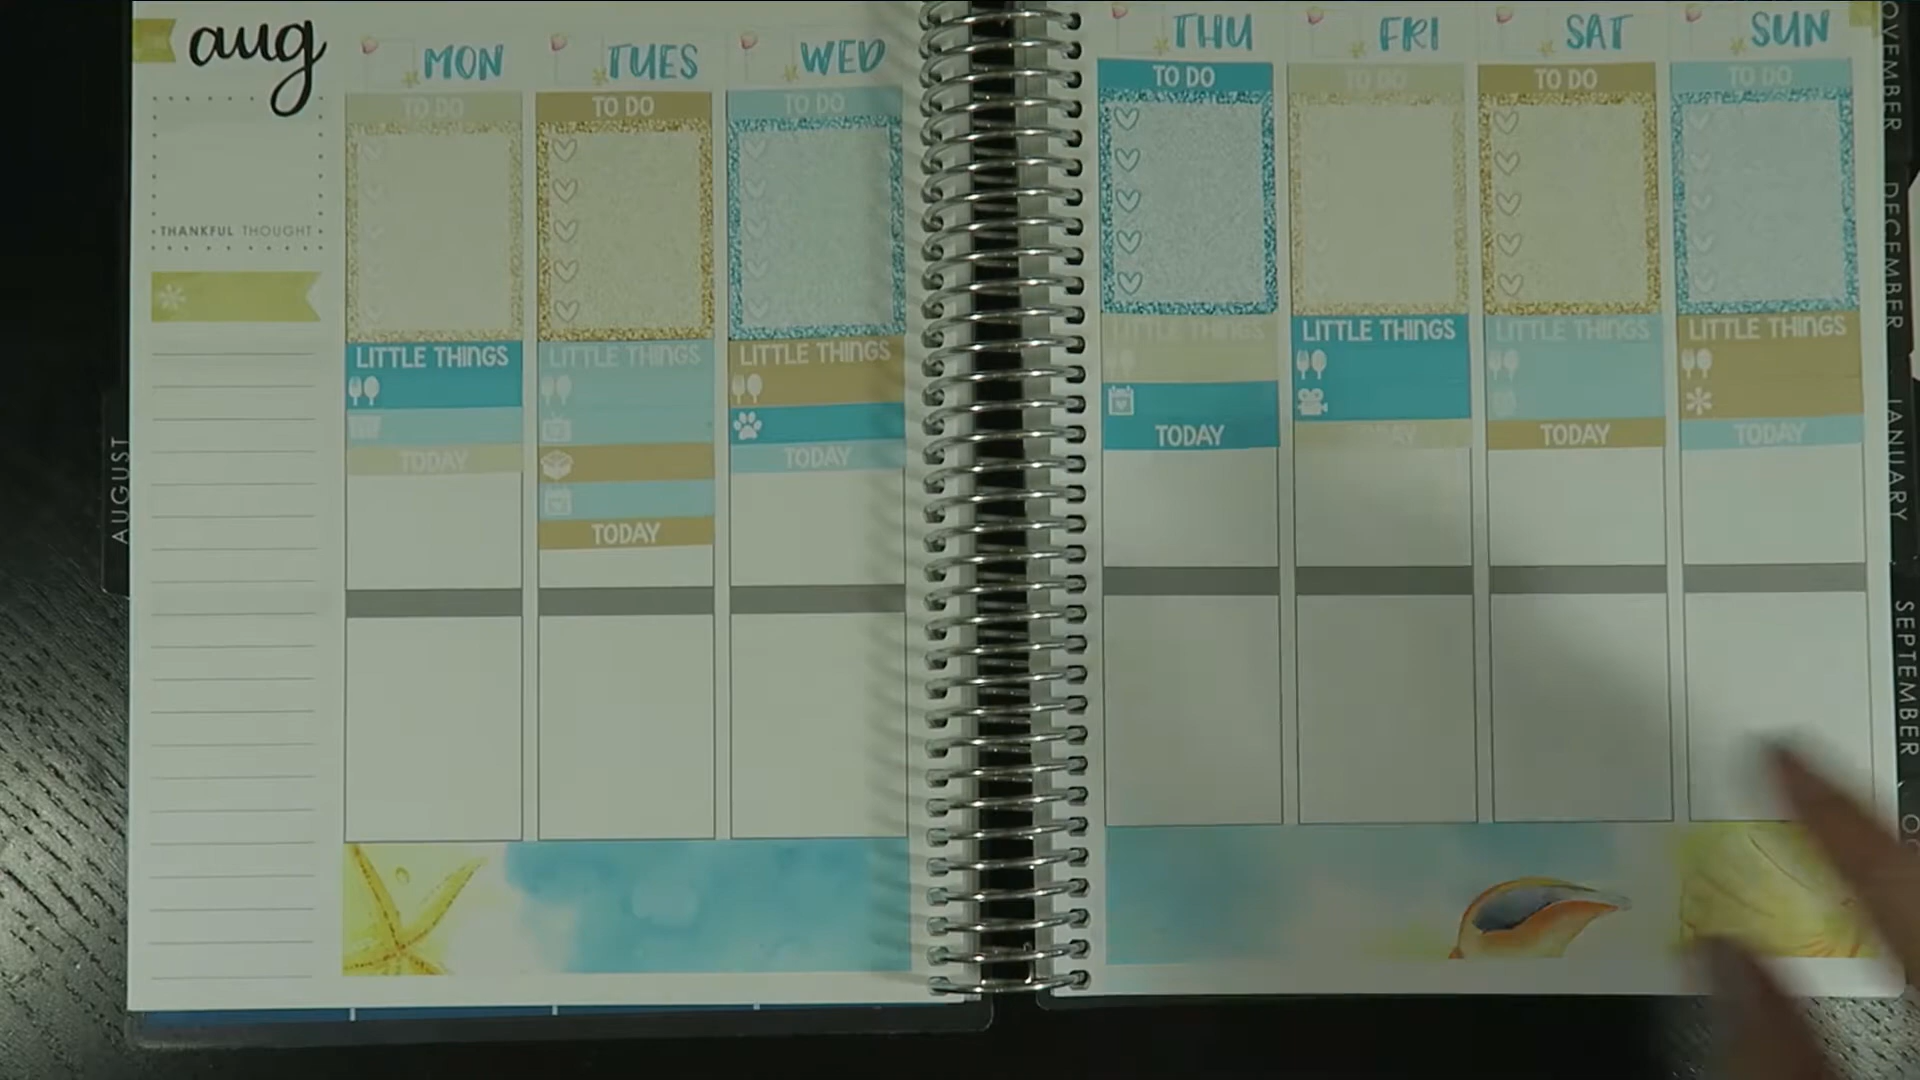 aug
MON
TUES
WED
THU
FRI
SAT
SUN
TO DO
TO DO
TO DO
TO DO
TO DO
TO DO
TO DO
THANKFUL THOUGHT
LITTLE THINGS
LITTLE THINGS
LITTLE THINGS
LITTLE THINGS
LITTLE THINGS
LITTLE THINGS
LITTLE THINGS
TODAY
TODAY
TODAY
TODAY
TODAY
TODAY
AUGUST
DECEMBER
JANUARY
SEPTEMBER